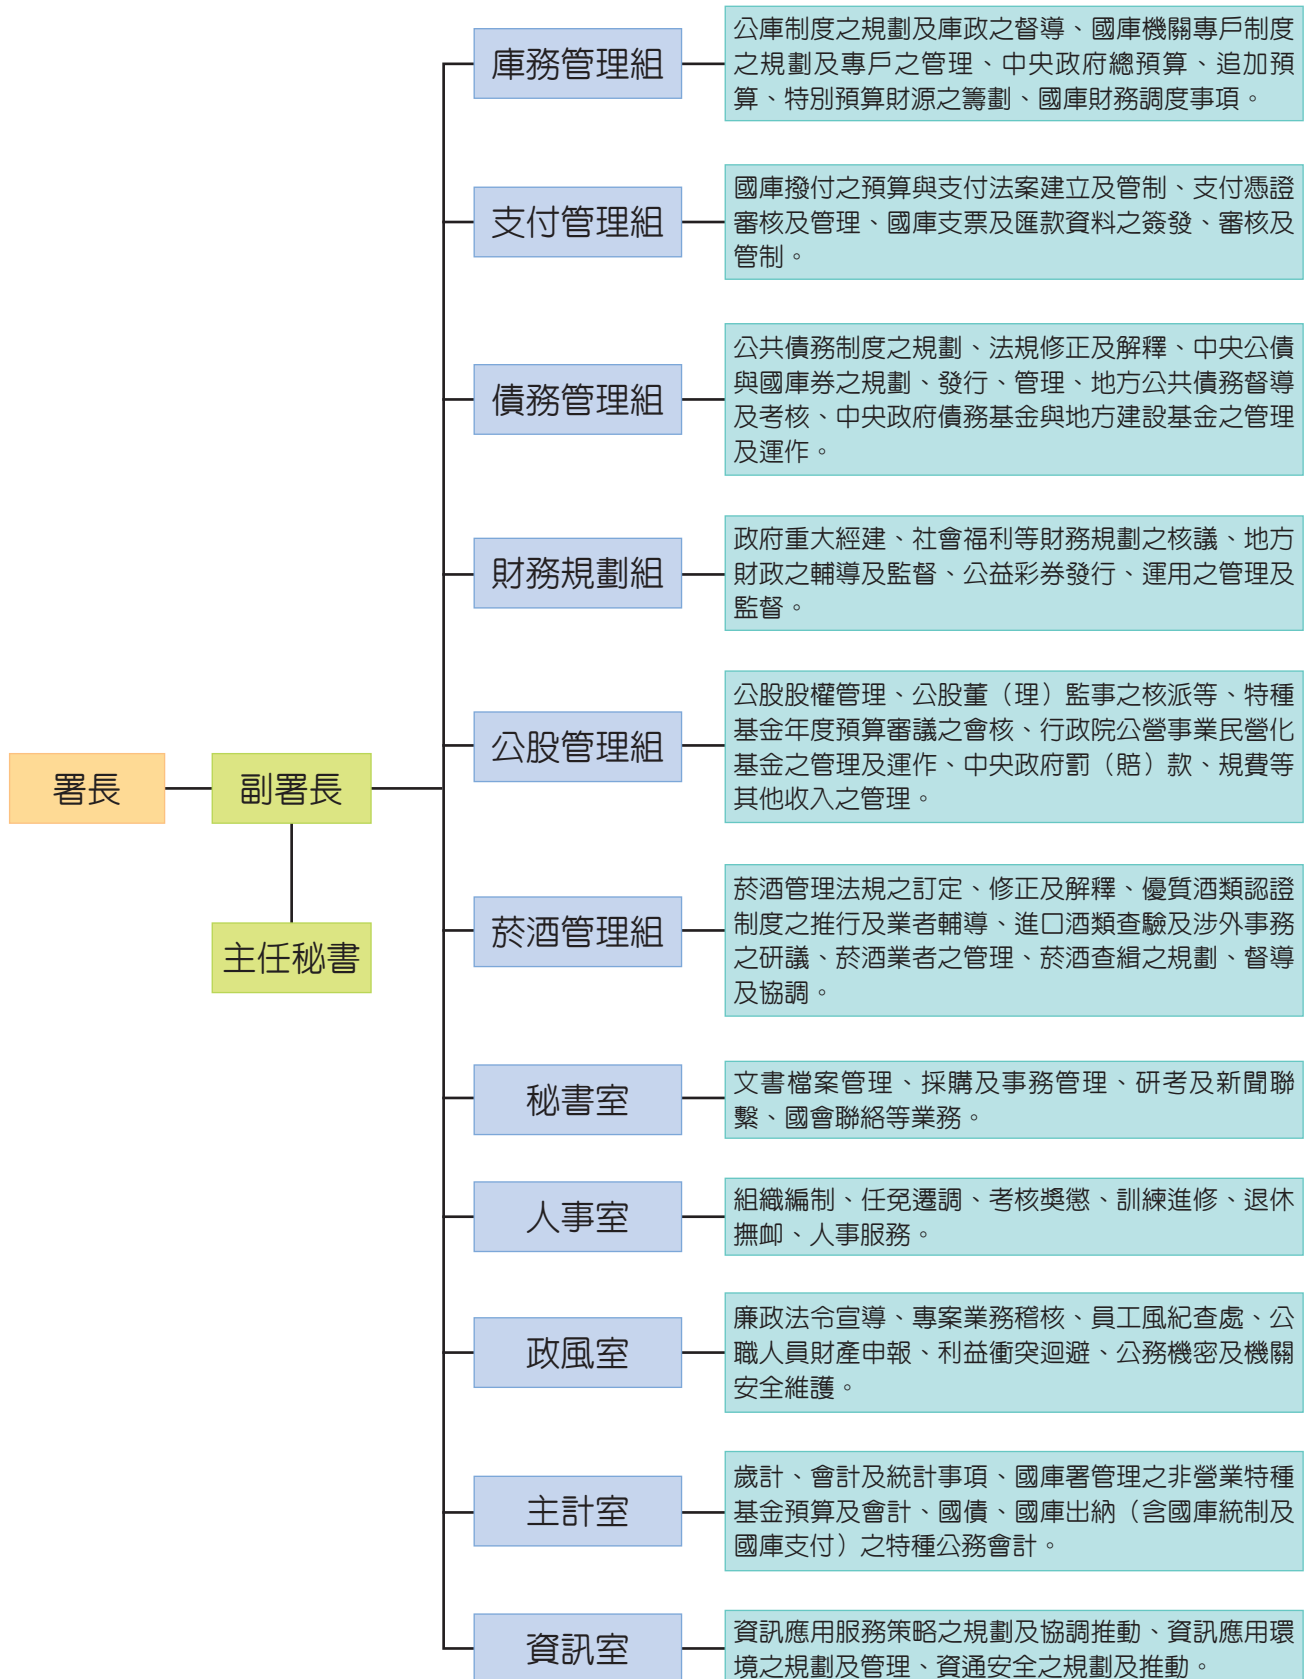 署長
副署長
主任秘書
庫務管理組
公庫制度之規劃及庫政之督導、國庫機關專戶制度
之規劃及專戶之管理、中央政府總預算、追加預
算、特別預算財源之籌劃、國庫財務調度事項。
支付管理組
國庫撥付之預算與支付法案建立及管制、支付憑證
審核及管理、國庫支票及匯款資料之簽發、審核及
管制。
債務管理組
公共債務制度之規劃、法規修正及解釋、中央公債
與國庫券之規劃、發行、管理、地方公共債務督導
及考核、中央政府債務基金與地方建設基金之管理
及運作。
財務規劃組
政府重大經建、社會福利等財務規劃之核議、地方
財政之輔導及監督、公益彩券發行、運用之管理及
監督。
公股管理組
公股股權管理、公股董（理）監事之核派等、特種
基金年度預算審議之會核、行政院公營事業民營化
基金之管理及運作、中央政府罰（賠）款、規費等
其他收入之管理。
菸酒管理組
菸酒管理法規之訂定、修正及解釋、優質酒類認證
制度之推行及業者輔導、進口酒類查驗及涉外事務
之研議、菸酒業者之管理、菸酒查緝之規劃、督導
及協調。
秘書室
文書檔案管理、採購及事務管理、研考及新聞聯
繫、國會聯絡等業務。
人事室
組織編制、任免遷調、考核獎懲、訓練進修、退休
撫卹、人事服務。
政風室
廉政法令宣導、專案業務稽核、員工風紀查處、公
職人員財產申報、利益衝突迴避、公務機密及機關
安全維護。
主計室
歲計、會計及統計事項、國庫署管理之非營業特種
基金預算及會計、國債、國庫出納（含國庫統制及
國庫支付）之特種公務會計。
資訊室
資訊應用服務策略之規劃及協調推動、資訊應用環
境之規劃及管理、資通安全之規劃及推動。